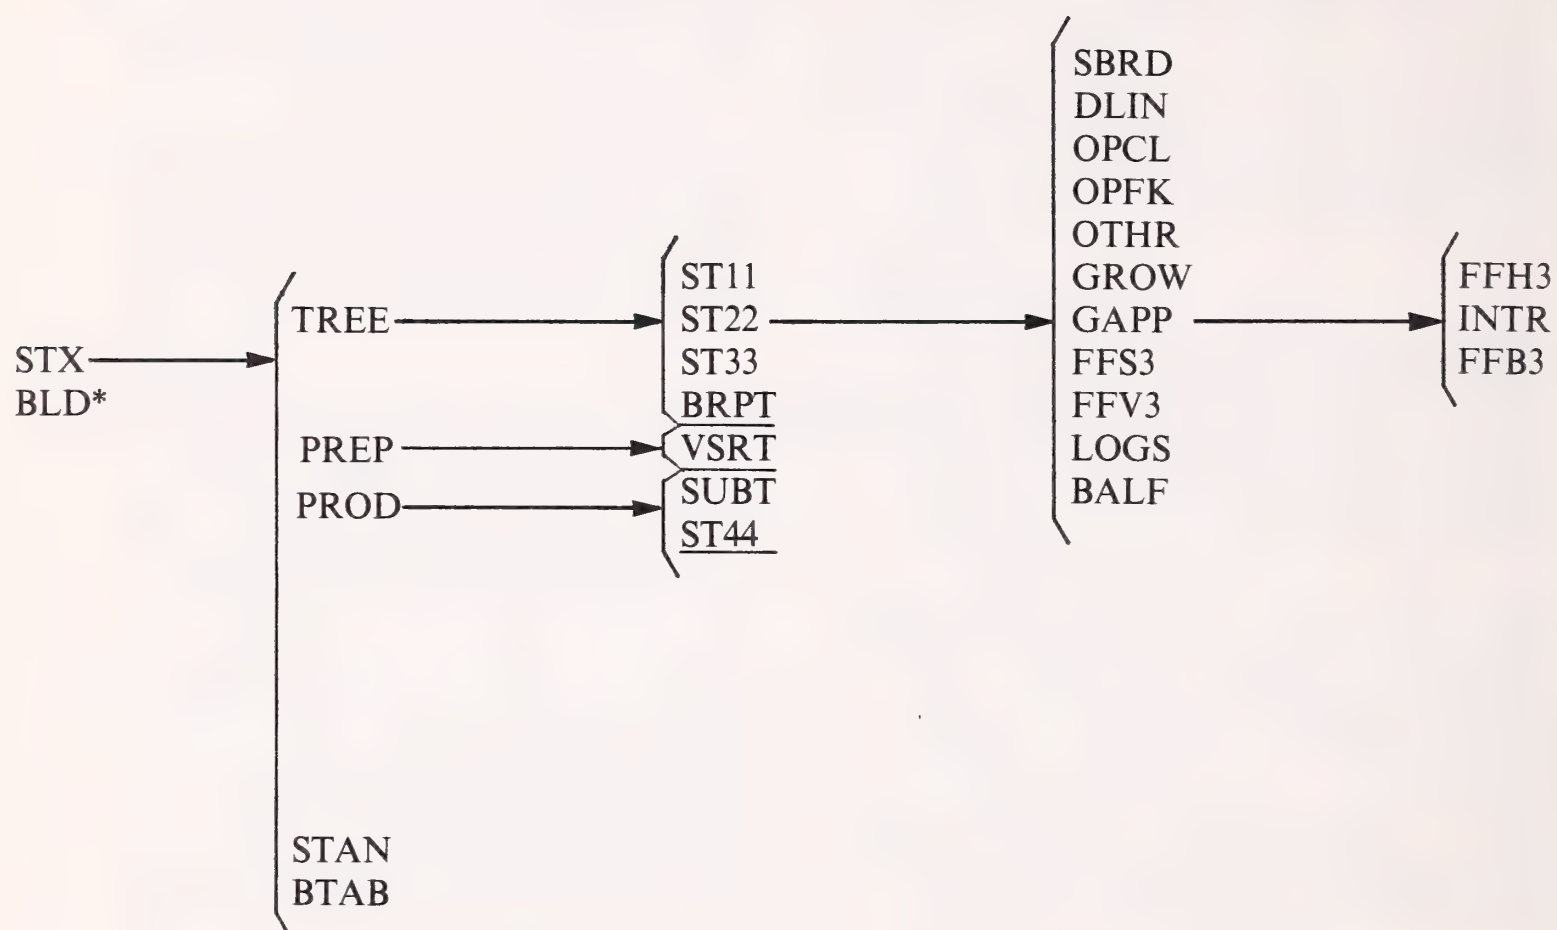 STX
BLD*
TREE
PREP
PROD
STAN
BTAB
ST11
ST22
ST33
BRPT
VSRT
SUBT
ST44
SBRD
DLIN
OPCL
OPFK
OTHR
GROW
GAPP
FFS3
FFV3
LOGS
BALF
FFH3
INTR
FFB3